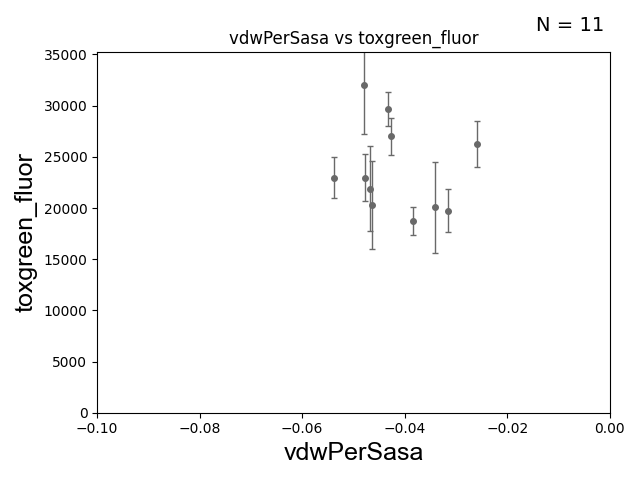 N = 11
vdwPerSasa vs toxgreen_fluor
toxgreen_fluor
35000
30000
25000
20000
15000
10000
5000
0
−0.10 −0.08 −0.06 −0.04 −0.02 0.00
vdwPerSasa